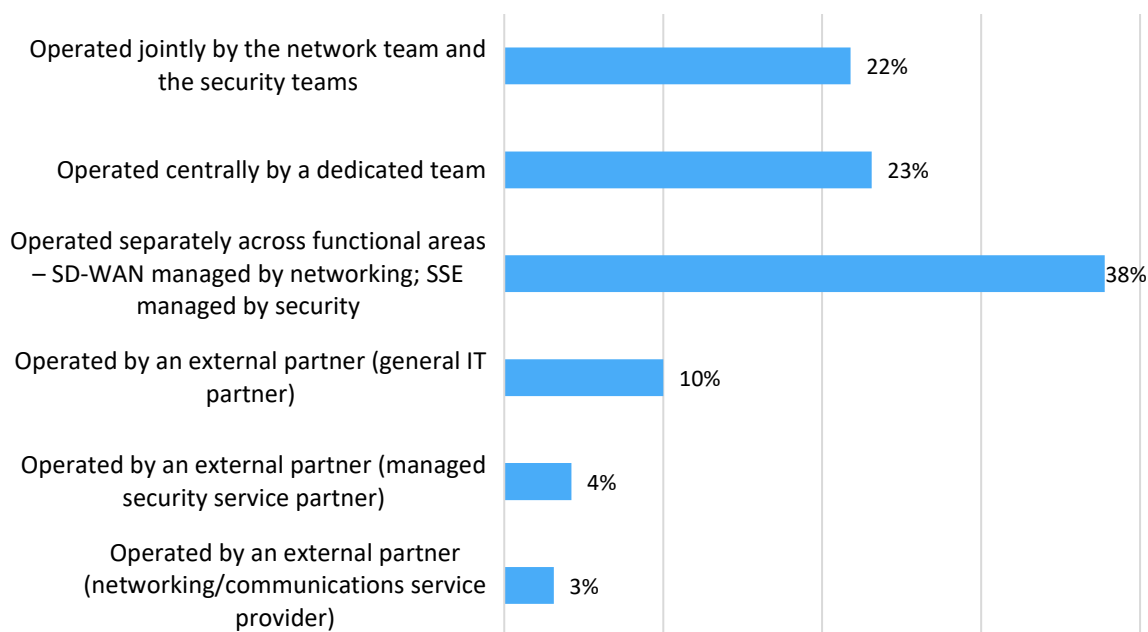 Operated jointly by the network team and
the security teams
22%
Operated centrally by a dedicated team
23%
Operated separately across functional areas
– SD-WAN managed by networking; SSE
managed by security
38%
Operated by an external partner (general IT
partner)
10%
Operated by an external partner (managed
security service partner)
4%
Operated by an external partner
(networking/communications service
provider)
3%